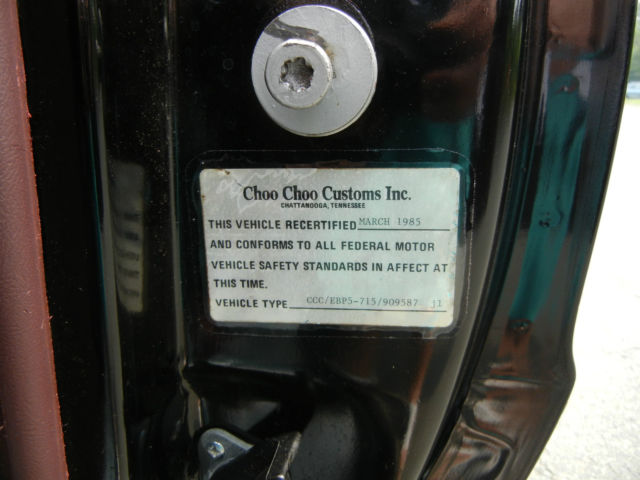 Choo Choo Customs Inc.
CHATTANOOGA, TENNESSEE
THIS VEHICLE RECERTIFIED MARCH 1985
AND CONFORMS TO ALL FEDERAL MOTOR
VEHICLE SAFETY STANDARDS IN AFFECT AT
THIS TIME.
VEHICLE TYPE CCC/EBP5-715/909587 jl